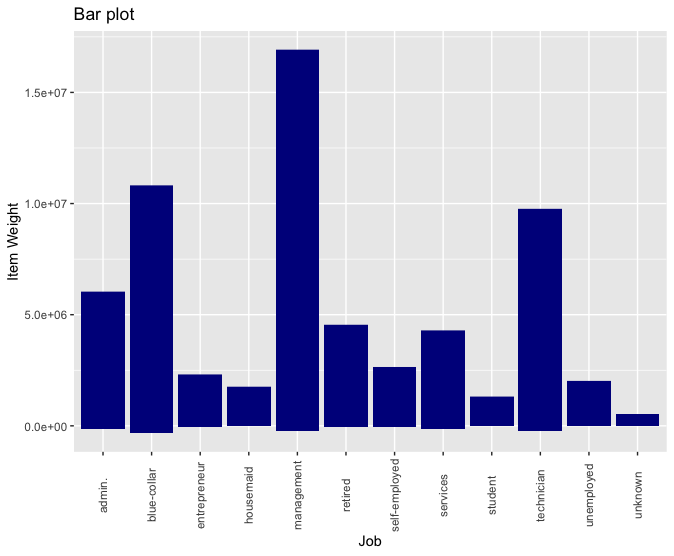 Bar plot
Item Weight
1.5e+07
1.0e+07
5.0e+06
0.0e+00
admin.
blue-collar
entrepreneur
housemaid
management
retired
self-employed
services
student
technician
unemployed
unknown
Job